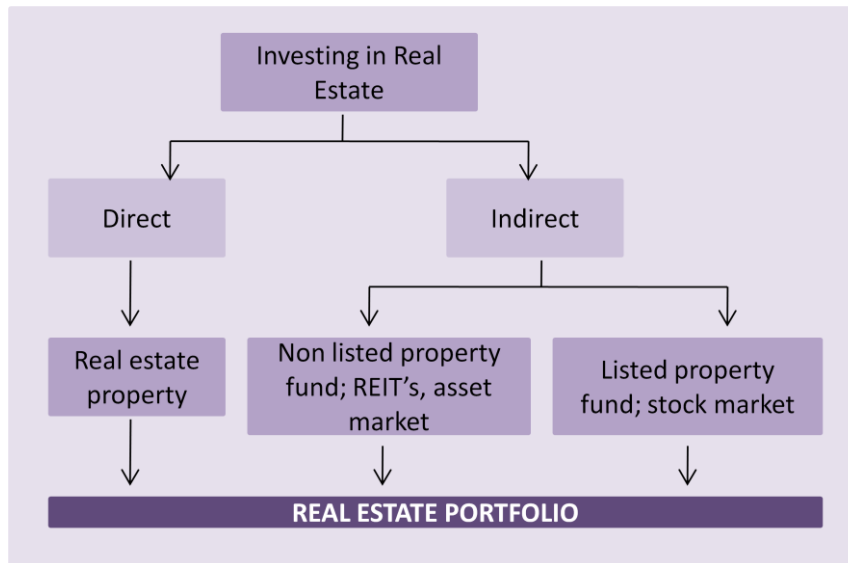 Investing in Real
Estate
Direct
Indirect
Real estate
property
Non listed property
fund; REIT's, asset
market
Listed property
fund; stock market
REAL ESTATE PORTFOLIO